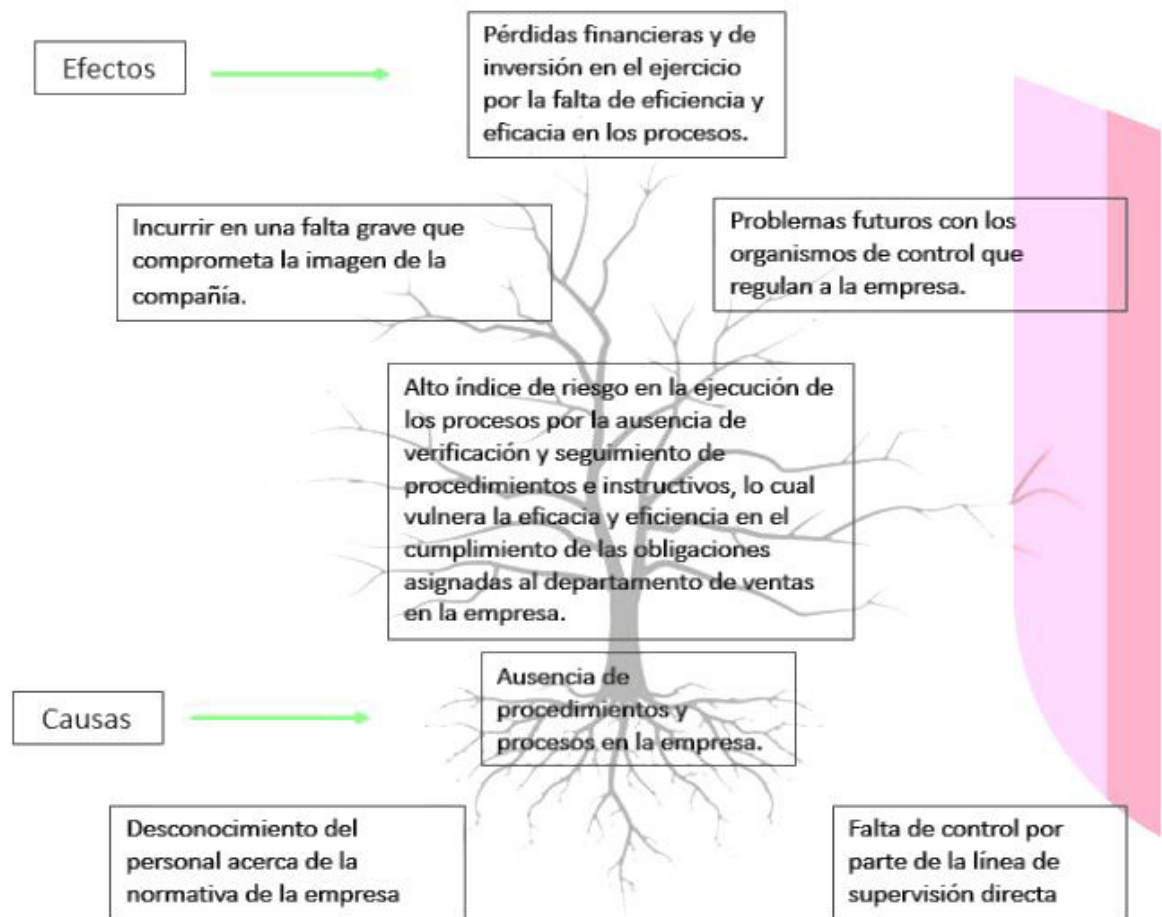 Efectos
Pérdidas financieras y de
inversión en el ejercicio
por la falta de eficiencia y
eficacia en los procesos.
Incurrir en una falta grave que
comprometa la imagen de la
compañía.
Problemas futuros con los
organismos de control que
regulan a la empresa.
Alto índice de riesgo en la ejecución de
los procesos por la ausencia de
verificación y seguimiento de
procedimientos e instructivos, lo cual
vulnera la eficacia y eficiencia en el
cumplimiento de las obligaciones
asignadas al departamento de ventas
en la empresa.
Causas
Ausencia de
procedimientos y
procesos en la empresa.
Desconocimiento del
personal acerca de la
normativa de la empresa
Falta de control por
parte de la línea de
supervisión directa